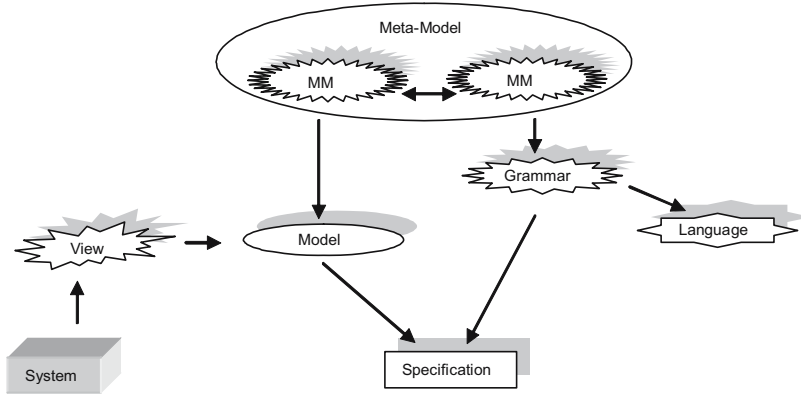 Meta-Model
MM
MM
Grammar
Language
View
Model
System
Specification